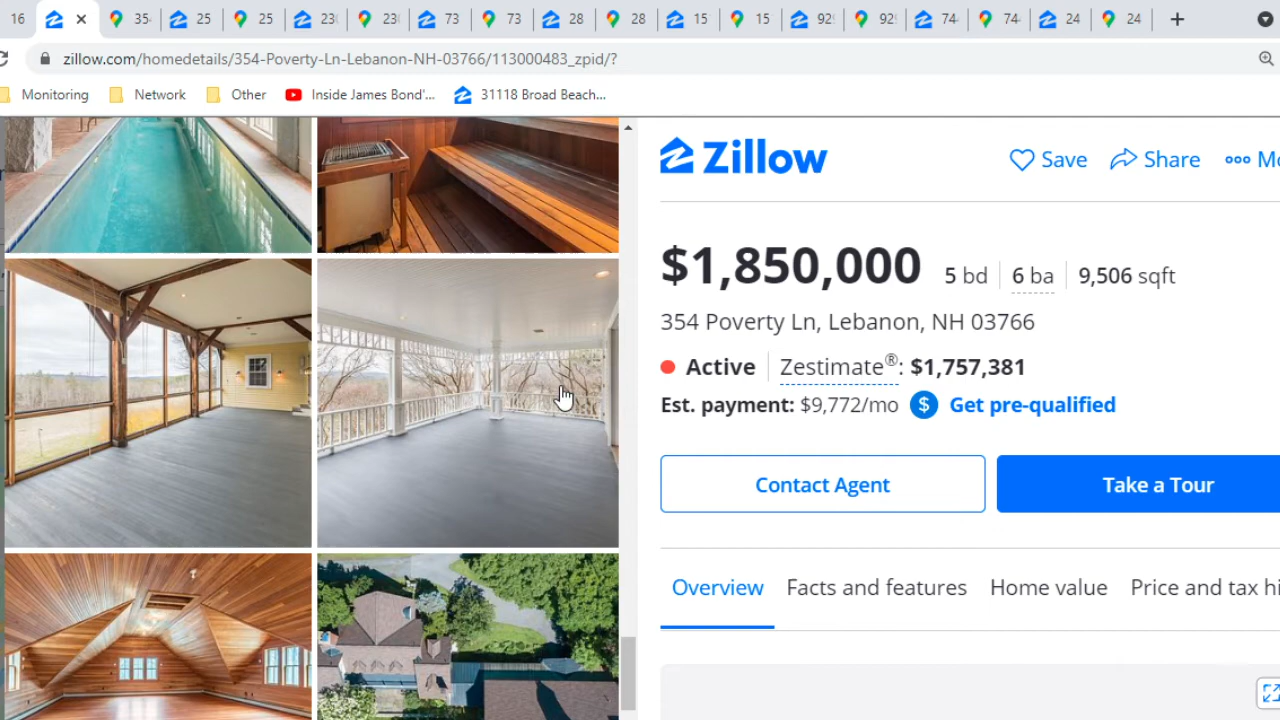 16 35 25 25 23 23 73 73 28 28 15 15 92 92 74 74 24 24
zillow.com/homedetails/354-Poverty-Ln-Lebanon-NH-03766/113000483_zpid/?
Monitoring Network Other Inside James Bond'... 31118 Broad Beach...
Zillow Save Share Mo
$1,850,000 5 bd 6 ba 9,506 sqft
354 Poverty Ln, Lebanon, NH 03766
Active Zestimate®: $1,757,381
Est. payment: $9,772/mo $ Get pre-qualified
Contact Agent Take a Tour
Overview Facts and features Home value Price and tax hi